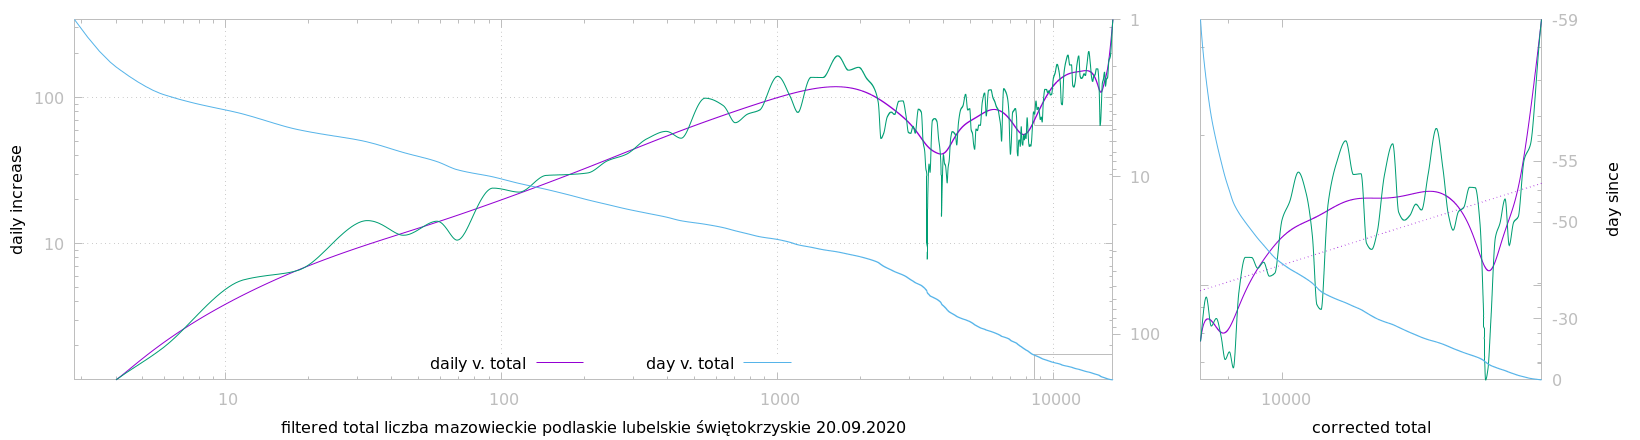 1
-59
100
-55
10
-50
10
-30
100
0
daily increase
day since
daily v. total
day v. total
10
100
1000
10000
10000
filtered total liczba mazowieckie podlaskie lubelskie świętokrzyskie 20.09.2020
corrected total